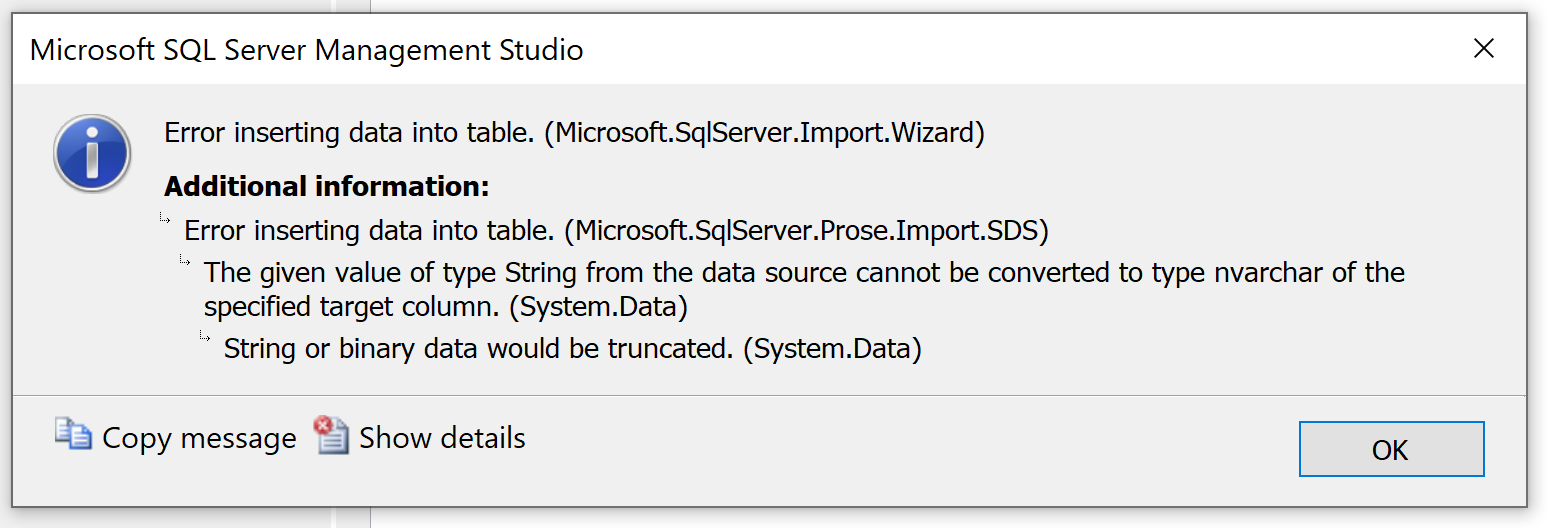 Microsoft SQL Server Management Studio
Error inserting data into table. (Microsoft.SqlServer.Import.Wizard)
Additional information:
Error inserting data into table. (Microsoft.SqlServer.Prose.Import.SDS)
The given value of type String from the data source cannot be converted to type nvarchar of the
specified target column. (System.Data)
String or binary data would be truncated. (System.Data)
Copy message Show details
OK